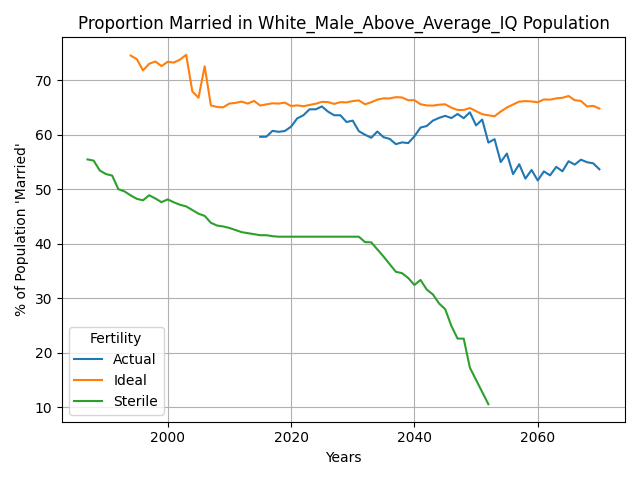 Proportion Married in White_Male_Above_Average_IQ Population
% of Population 'Married'
70
60
50
40
30
20
10
Fertility
Actual
Ideal
Sterile
2000
2020
2040
2060
Years